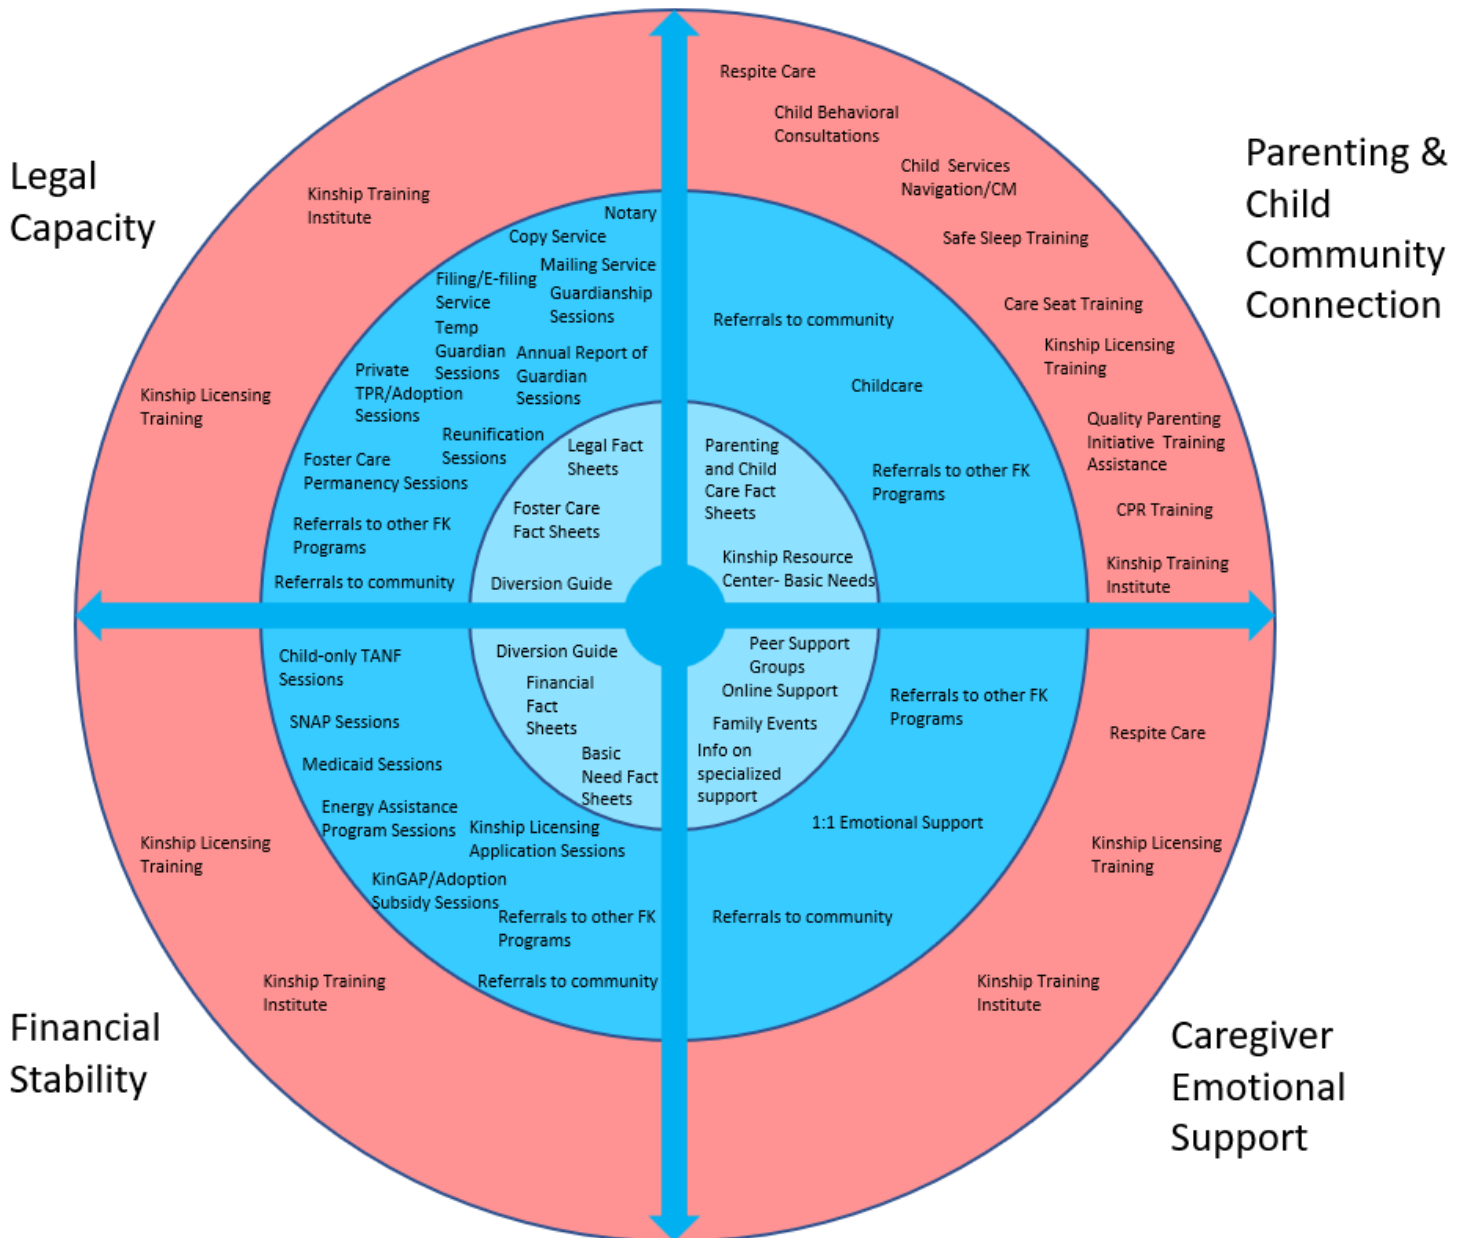 Legal
Capacity
Kinship Training
Institute
Kinship Licensing
Training
Notary
Copy Service
Mailing Service
Filing/E-filing
Service
Guardianship
Sessions
Temp
Guardian
Sessions
Annual Report of
Guardian
Sessions
Private
TPR/Adoption
Sessions
Reunification
Sessions
Foster Care
Permanency Sessions
Referrals to other FK
Programs
Referrals to community
Legal Fact
Sheets
Foster Care
Fact Sheets
Diversion Guide
Parenting &
Child
Community
Connection
Respite Care
Child Behavioral
Consultations
Child  Services
Navigation/CM
Safe Sleep Training
Care Seat Training
Kinship Licensing
Training
Quality Parenting
Initiative  Training
Assistance
CPR Training
Kinship Training
Institute
Referrals to community
Childcare
Referrals to other FK
Programs
Parenting
and Child
Care Fact
Sheets
Kinship Resource
Center- Basic Needs
Financial
Stability
Diversion Guide
Financial
Fact
Sheets
Basic
Need Fact
Sheets
Child-only TANF
Sessions
SNAP Sessions
Medicaid Sessions
Energy Assistance
Program Sessions
Kinship Licensing
Application Sessions
KinGAP/Adoption
Subsidy Sessions
Referrals to other FK
Programs
Referrals to community
Kinship Licensing
Training
Kinship Training
Institute
Caregiver
Emotional
Support
Peer Support
Groups
Online Support
Family Events
Info on
specialized
support
Referrals to other FK
Programs
1:1 Emotional Support
Referrals to community
Respite Care
Kinship Licensing
Training
Kinship Training
Institute